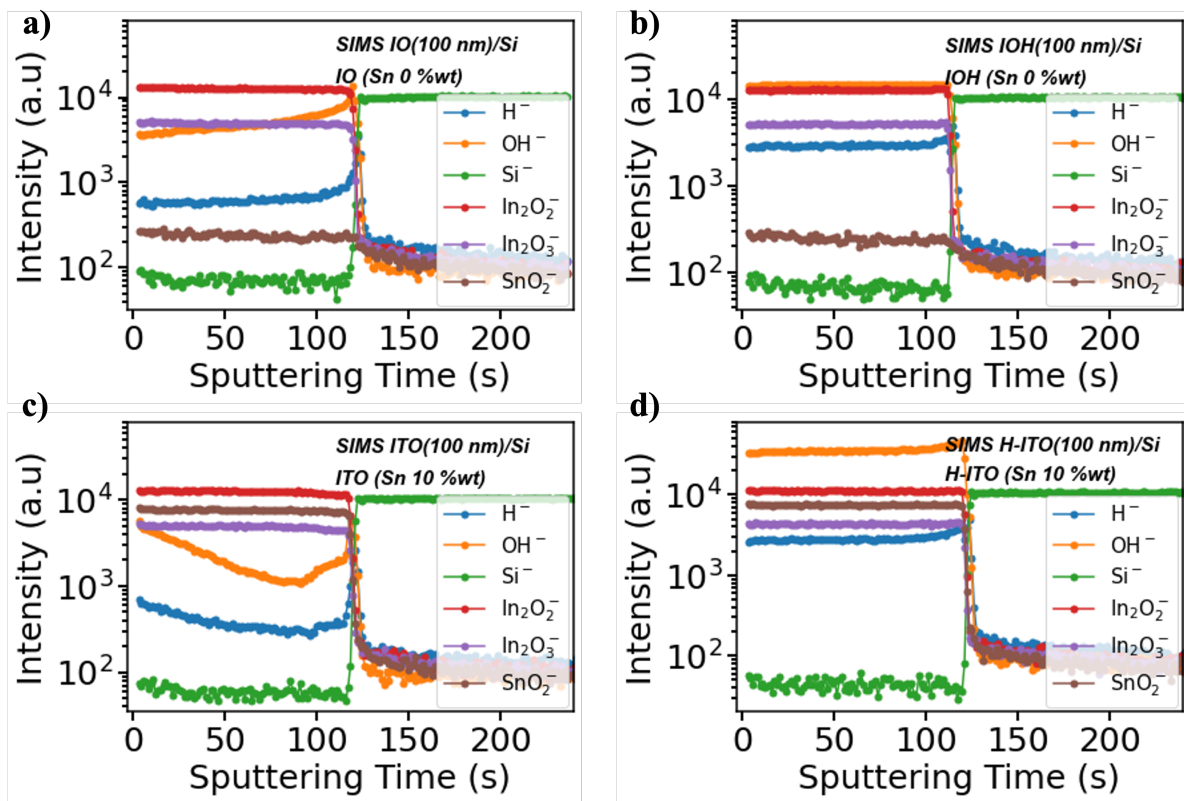 a)
SIMS IO(100 nm)/Si
IO (Sn 0 %wt)
Intensity (a.u)
10⁴
10³
10²
H⁻
OH⁻
Si⁻
In₂O₂⁻
In₂O₃⁻
SnO₂⁻
0 50 100 150 200
Sputtering Time (s)
b)
SIMS IOH(100 nm)/Si
IOH (Sn 0 %wt)
Intensity (a.u)
10⁴
10³
10²
H⁻
OH⁻
Si⁻
In₂O₂⁻
In₂O₃⁻
SnO₂⁻
0 50 100 150 200
Sputtering Time (s)
c)
SIMS ITO(100 nm)/Si
ITO (Sn 10 %wt)
Intensity (a.u)
10⁴
10³
10²
H⁻
OH⁻
Si⁻
In₂O₂⁻
In₂O₃⁻
SnO₂⁻
0 50 100 150 200
Sputtering Time (s)
d)
SIMS H-ITO(100 nm)/Si
H-ITO (Sn 10 %wt)
Intensity (a.u)
10⁴
10³
10²
H⁻
OH⁻
Si⁻
In₂O₂⁻
In₂O₃⁻
SnO₂⁻
0 50 100 150 200
Sputtering Time (s)